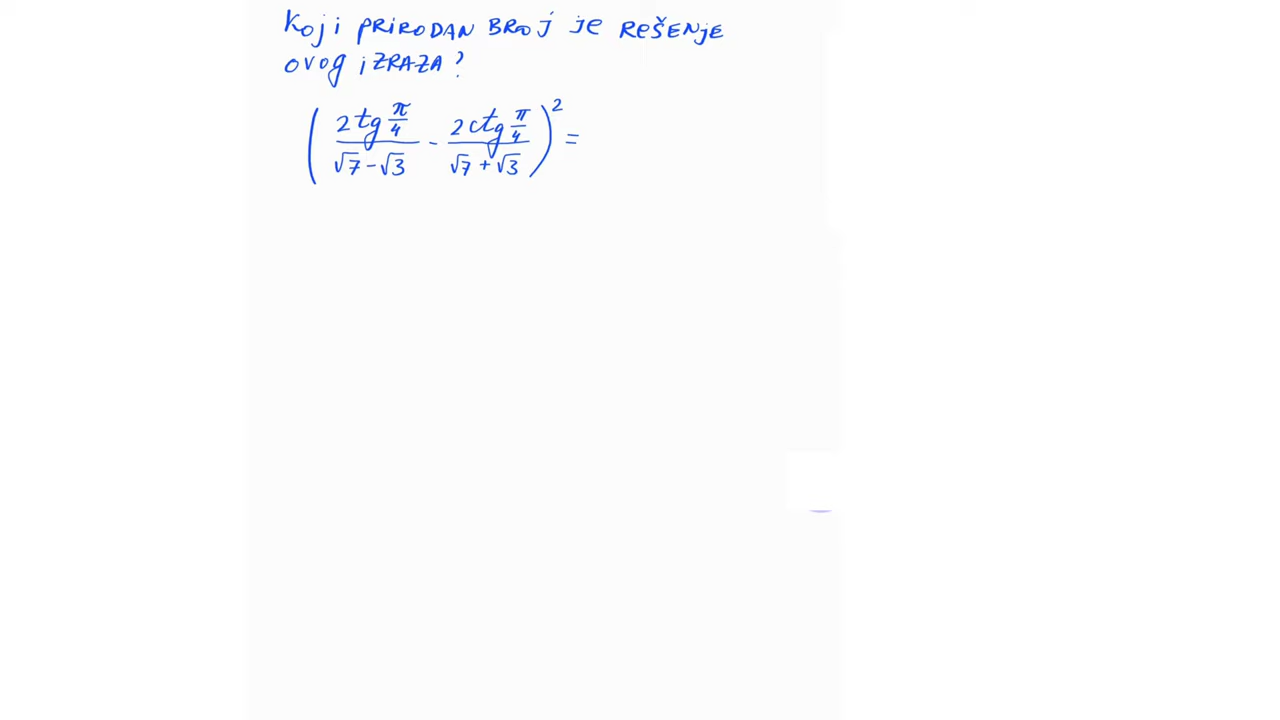 Koji PRIRODAN BROJ JE REŠENJE
OVOG IZRAZA?
(2tg π/4 / (√7 - √3) - 2ctg π/4 / (√7 + √3))² =